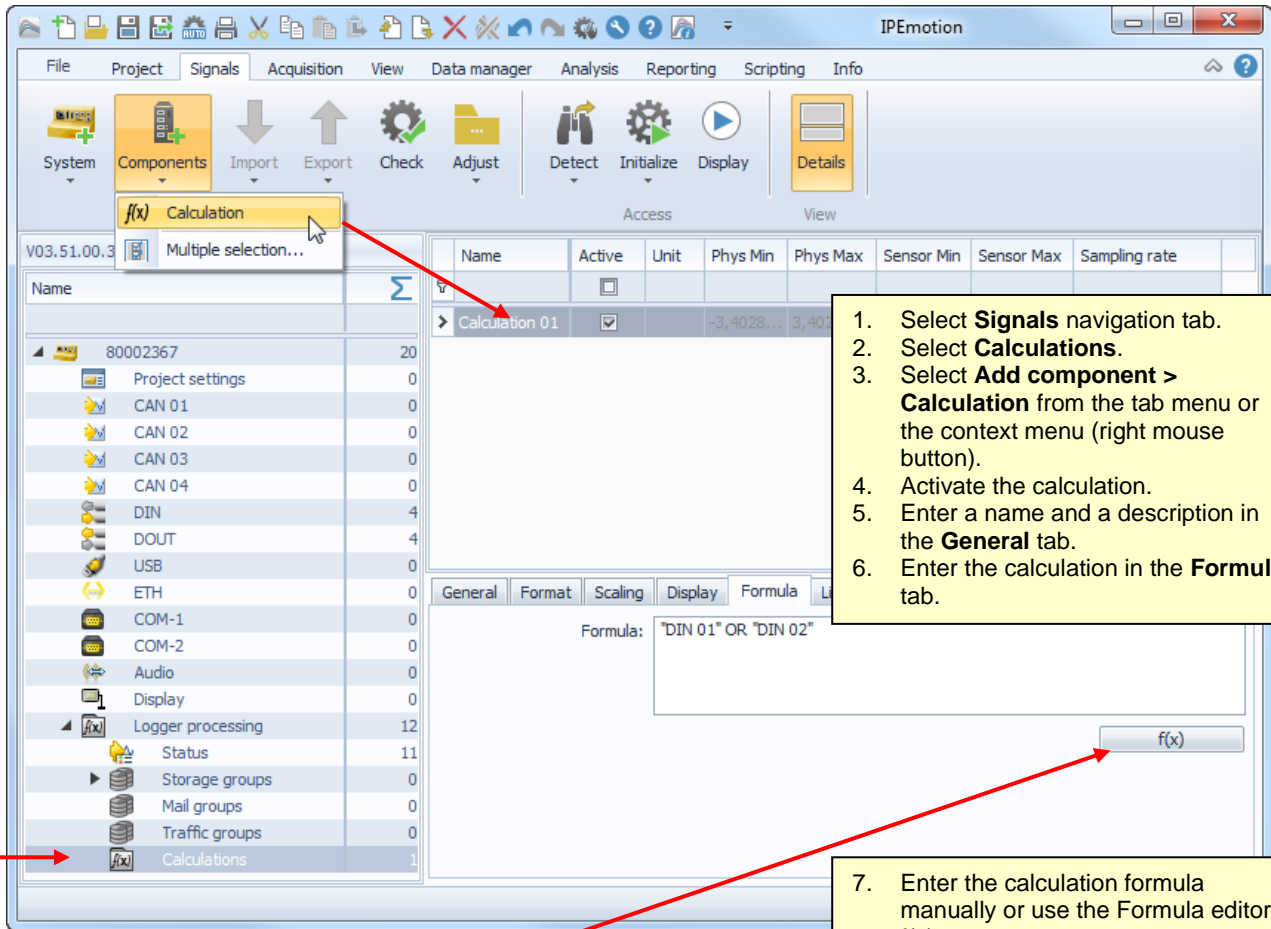 AUTO
IPEmotion
File Project Signals Acquisition View Data manager Analysis Reporting Scripting Info
System Components Import Export Check Adjust Detect Initialize Display Details
Access View
f(x) Calculation
Multiple selection...
V03.51.00.3
Name Active Unit Phys Min Phys Max Sensor Min Sensor Max Sampling rate
Name Σ
Calculation 01 -3,4028... 3,402
80002367 20
Project settings 0
CAN 01 0
CAN 02 0
CAN 03 0
CAN 04 0
DIN 4
DOUT 4
USB 0
ETH 0
COM-1 0
COM-2 0
Audio 0
Display 0
f(x) Logger processing 12
Status 11
Storage groups 0
Mail groups 0
Traffic groups 0
f(x) Calculations 1
1. Select Signals navigation tab.
2. Select Calculations.
3. Select Add component >
Calculation from the tab menu or
the context menu (right mouse
button).
4. Activate the calculation.
5. Enter a name and a description in
the General tab.
6. Enter the calculation in the Formul
tab.
General Format Scaling Display Formula Li
Formula: "DIN 01" OR "DIN 02"
f(x)
7. Enter the calculation formula
manually or use the Formula editor